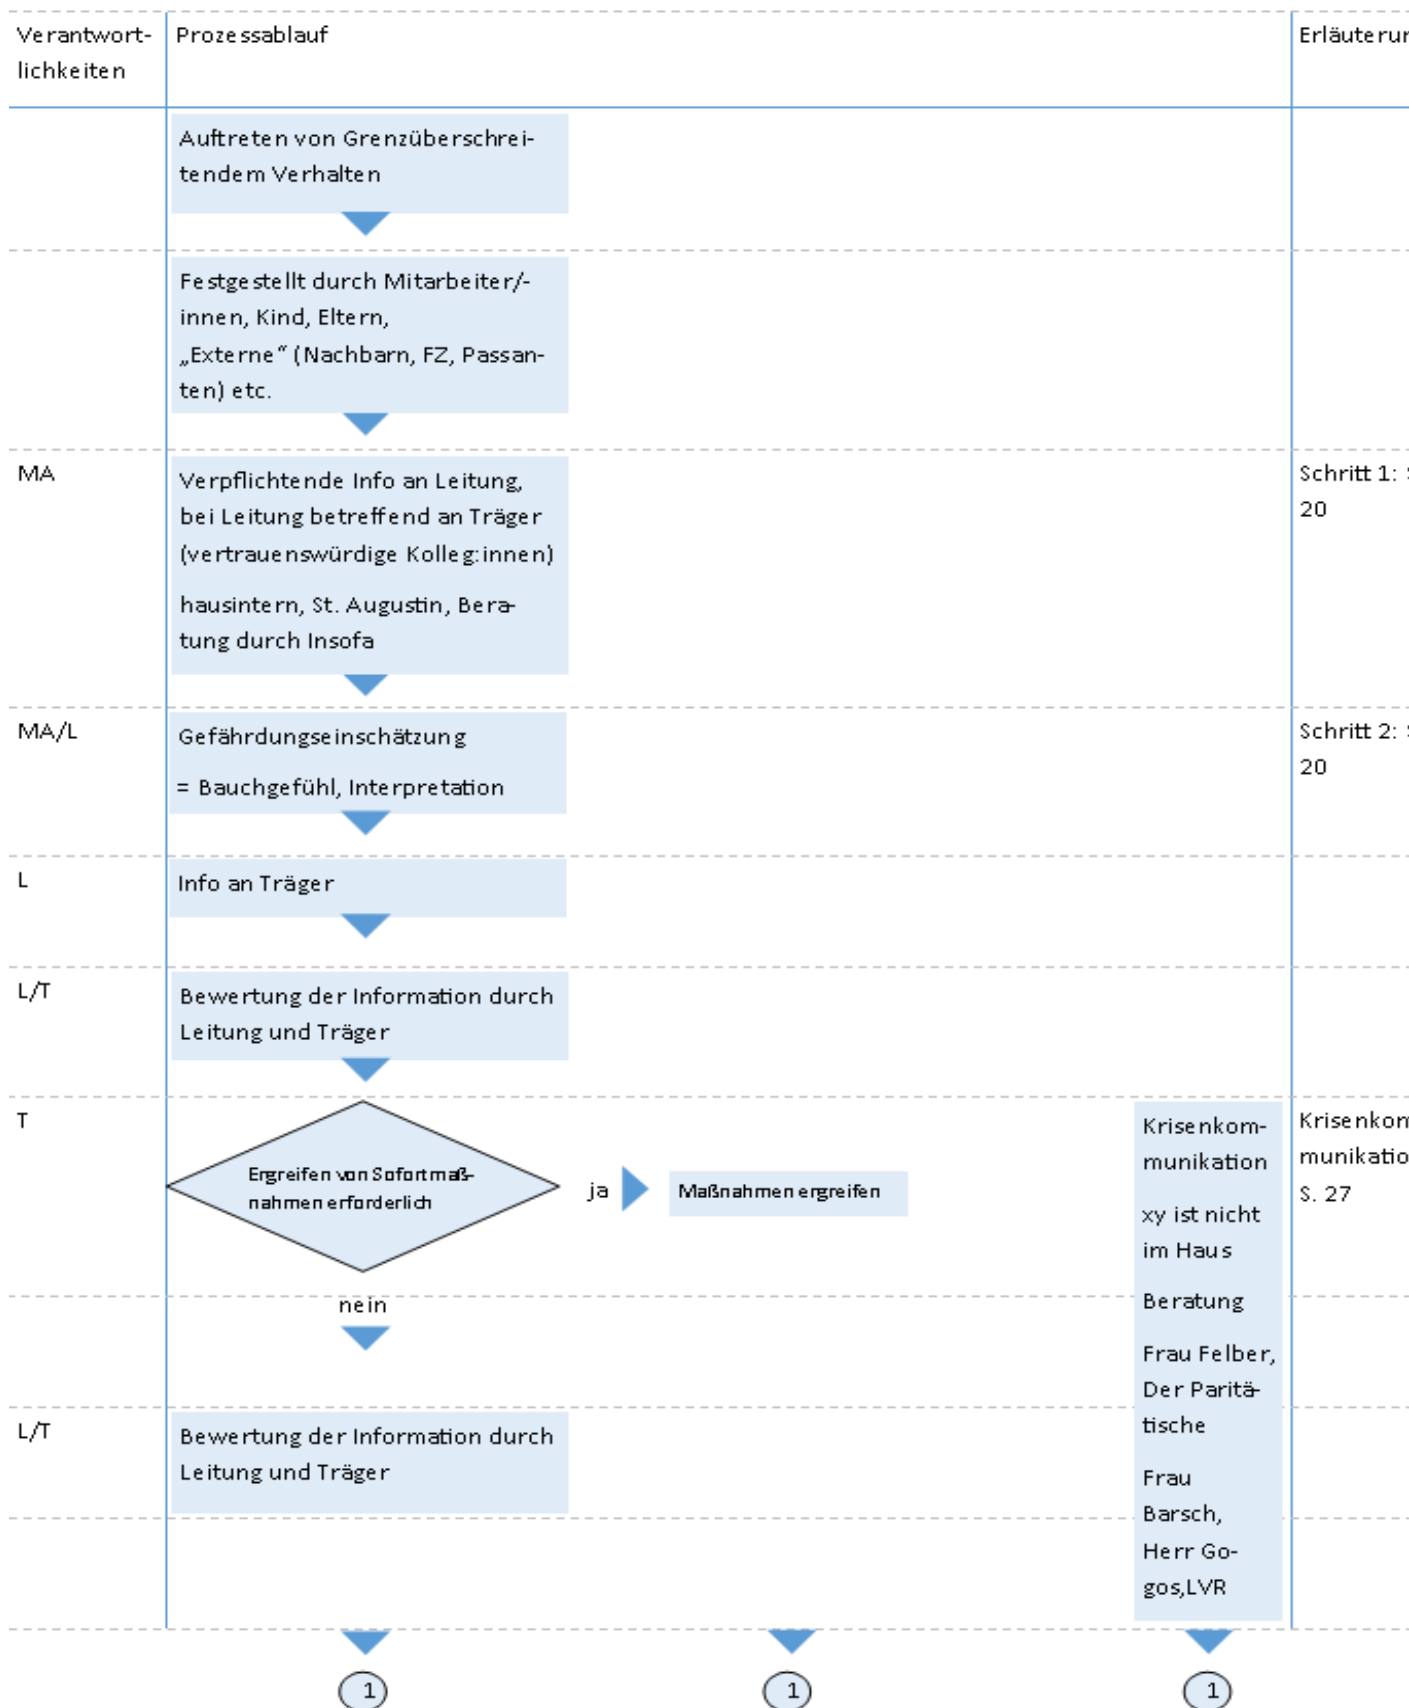 Verantwort-
lichkeiten
Prozessablauf
Auftreten von Grenzüberschrei-
tendem Verhalten
Festgestellt durch Mitarbeiter/-
innen, Kind, Eltern,
„Externe“ (Nachbarn, FZ, Passan-
ten) etc.
MA
Verpflichtende Info an Leitung,
bei Leitung betreffend an Träger
(vertrauenswürdige Kolleg:innen)
hausintern, St. Augustin, Bera-
tung durch Insofa
Schritt 1:
20
MA/L
Gefährdungseinschätzung
= Bauchgefühl, Interpretation
Schritt 2:
20
L
Info an Träger
L/T
Bewertung der Information durch
Leitung und Träger
T
Ergreifen von Sofortmaß-
nahmen erforderlich
ja
Maßnahmen ergreifen
nein
Krisenkom-
munikation
xy ist nicht
im Haus
Beratung
Frau Felber,
Der Paritä-
tische
Frau
Barsch,
Herr Go-
gos,LVR
S. 27
L/T
Bewertung der Information durch
Leitung und Träger
1
1
1